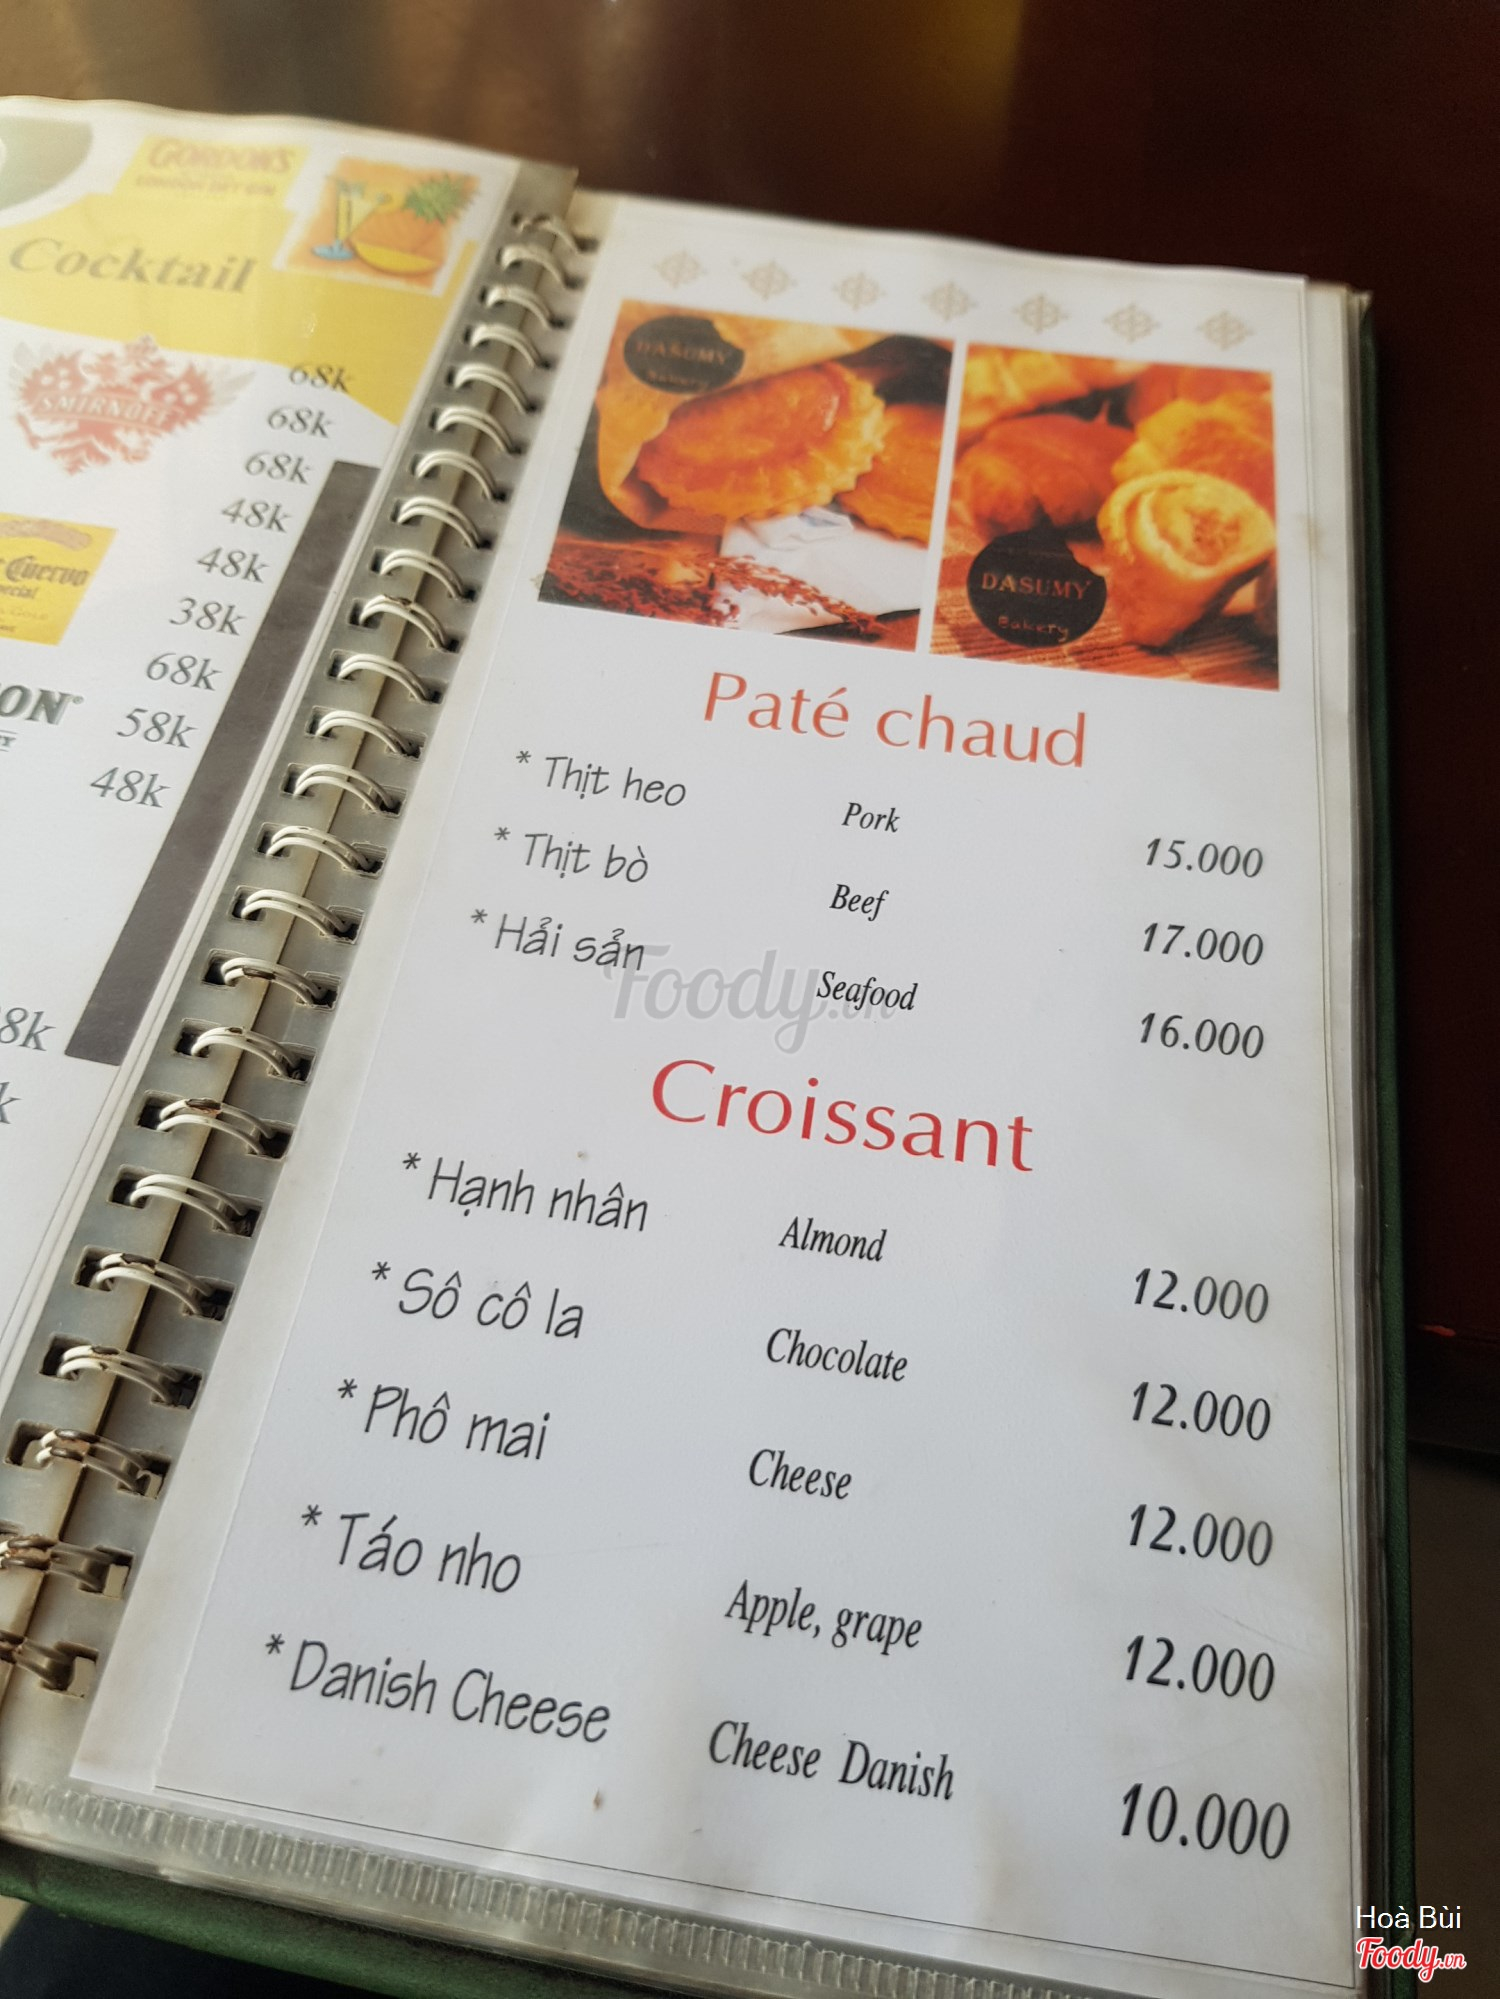 GORDON'S
Cocktail
SMIRNOFF
68k
68k
68k
48k
48k
38k
68k
58k
48k
Cuervo
ON
8k
k
DASUMY
Bakery
DASUMY
Bakery
Paté chaud
* Thịt heo Pork 15.000
* Thịt bò Beef 17.000
* Hải sản Seafood 16.000
Foody.vn
Croissant
* Hạnh nhân Almond 12.000
* Sô cô la Chocolate 12.000
* Phô mai Cheese 12.000
* Táo nho Apple, grape 12.000
* Danish Cheese Cheese Danish 10.000
Hoà Bùi
Foody.vn